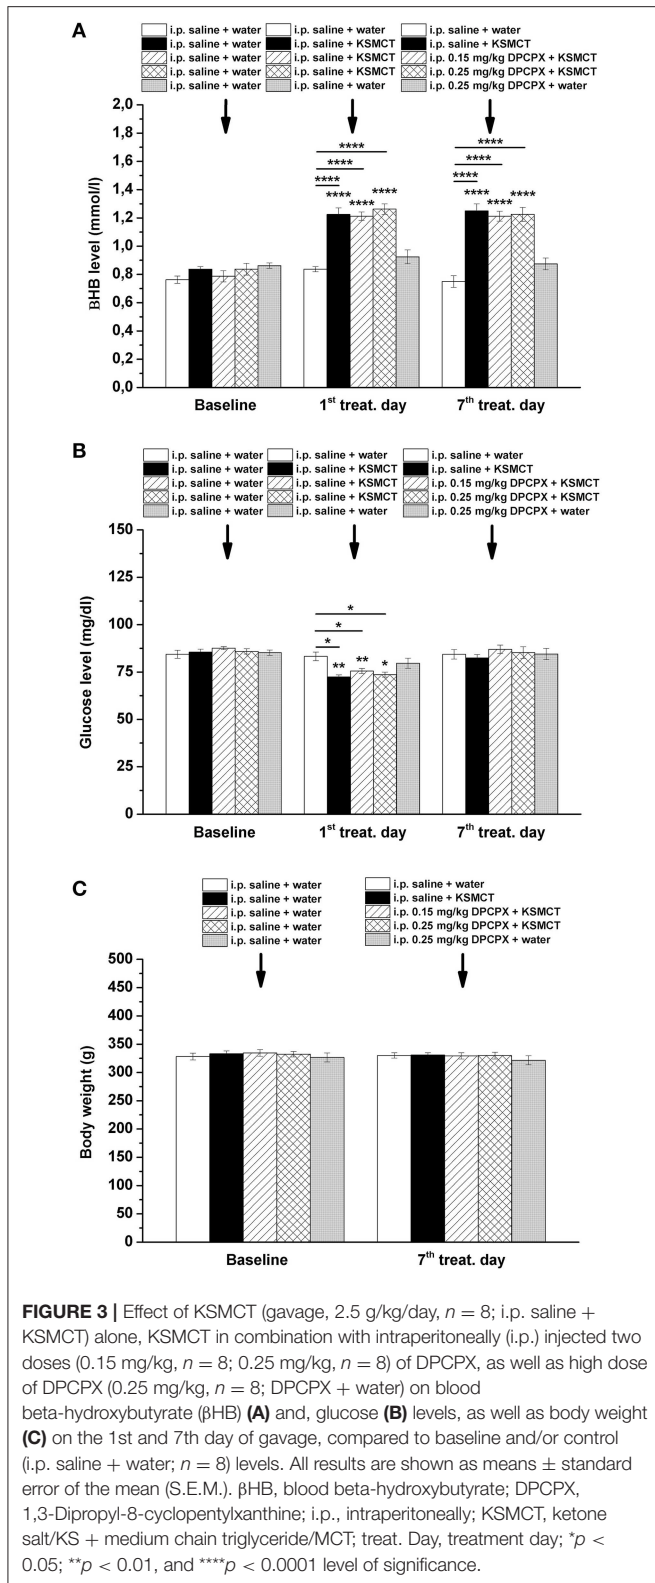 A
i.p. saline + water i.p. saline + water i.p. saline + water
i.p. saline + water i.p. saline + KSMCT i.p. saline + KSMCT
i.p. saline + water i.p. saline + KSMCT i.p. 0.15 mg/kg DPCPX + KSMCT
i.p. saline + water i.p. saline + KSMCT i.p. 0.25 mg/kg DPCPX + KSMCT
i.p. saline + water i.p. saline + water i.p. 0.25 mg/kg DPCPX + water
2,0
1,8
1,6
1,4
1,2
1,0
0,8
0,6
0,4
0,2
0,0
βHB level (mmol/l)
**** ****
**** ****
**** ****
**** **** **** **** **** ****
Baseline 1st treat. day 7th treat. day
B
i.p. saline + water i.p. saline + water i.p. saline + water
i.p. saline + water i.p. saline + KSMCT i.p. saline + KSMCT
i.p. saline + water i.p. saline + KSMCT i.p. 0.15 mg/kg DPCPX + KSMCT
i.p. saline + water i.p. saline + KSMCT i.p. 0.25 mg/kg DPCPX + KSMCT
i.p. saline + water i.p. saline + water i.p. 0.25 mg/kg DPCPX + water
150
125
100
75
50
25
0
Glucose level (mg/dl)
*
*
*
** ** *
Baseline 1st treat. day 7th treat. day
C
i.p. saline + water i.p. saline + water
i.p. saline + water i.p. saline + KSMCT
i.p. saline + water i.p. 0.15 mg/kg DPCPX + KSMCT
i.p. saline + water i.p. 0.25 mg/kg DPCPX + KSMCT
i.p. saline + water i.p. 0.25 mg/kg DPCPX + water
500
450
400
350
300
250
200
150
100
50
0
Body weight (g)
Baseline 7th treat. day
FIGURE 3 | Effect of KSMCT (gavage, 2.5 g/kg/day, n = 8; i.p. saline +
KSMCT) alone, KSMCT in combination with intraperitoneally (i.p.) injected two
doses (0.15 mg/kg, n = 8; 0.25 mg/kg, n = 8) of DPCPX, as well as high dose
of DPCPX (0.25 mg/kg, n = 8; DPCPX + water) on blood
beta-hydroxybutyrate (βHB) (A) and, glucose (B) levels, as well as body weight
(C) on the 1st and 7th day of gavage, compared to baseline and/or control
(i.p. saline + water; n = 8) levels. All results are shown as means ± standard
error of the mean (S.E.M.). βHB, blood beta-hydroxybutyrate; DPCPX,
1,3-Dipropyl-8-cyclopentylxanthine; i.p., intraperitoneally; KSMCT, ketone
salt/KS + medium chain triglyceride/MCT; treat. Day, treatment day; *p <
0.05; **p < 0.01, and ****p < 0.0001 level of significance.